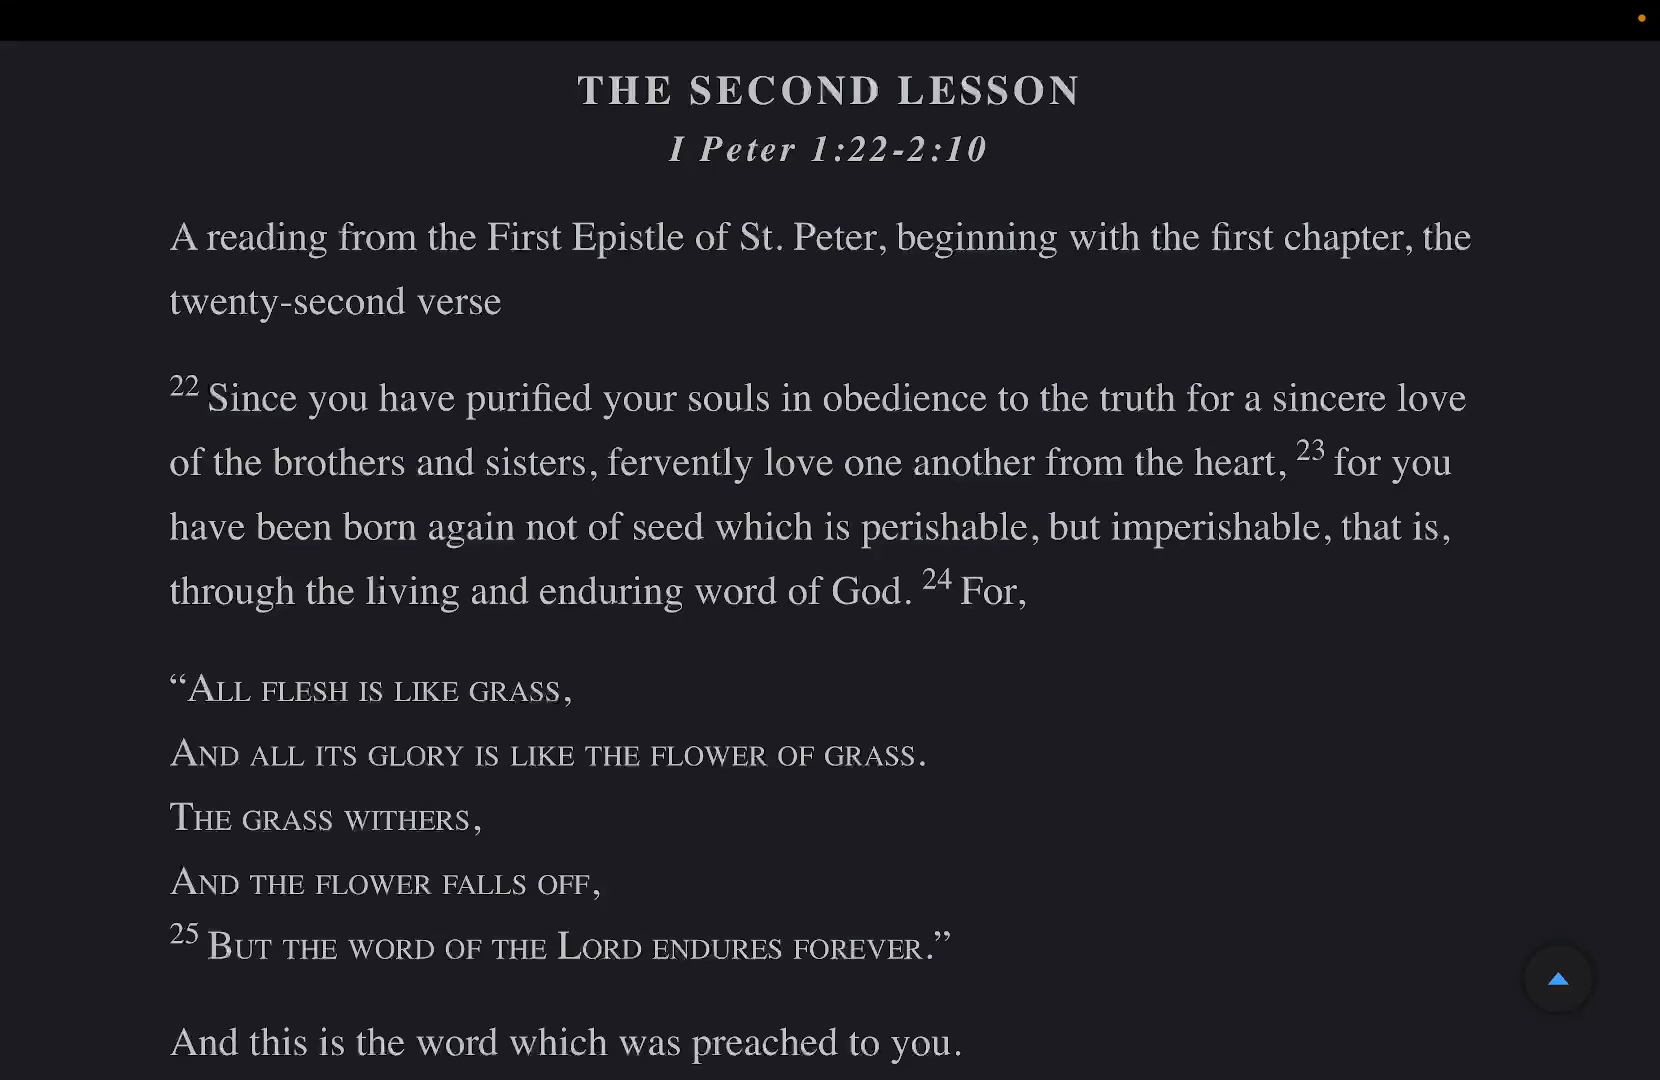 THE SECOND LESSON
I Peter 1:22-2:10
A reading from the First Epistle of St. Peter, beginning with the first chapter, the
twenty-second verse
22 Since you have purified your souls in obedience to the truth for a sincere love
of the brothers and sisters, fervently love one another from the heart, 23 for you
have been born again not of seed which is perishable, but imperishable, that is,
through the living and enduring word of God. 24 For,
“All flesh is like grass,
And all its glory is like the flower of grass.
The grass withers,
And the flower falls off,
25 But the word of the Lord endures forever.”
And this is the word which was preached to you.